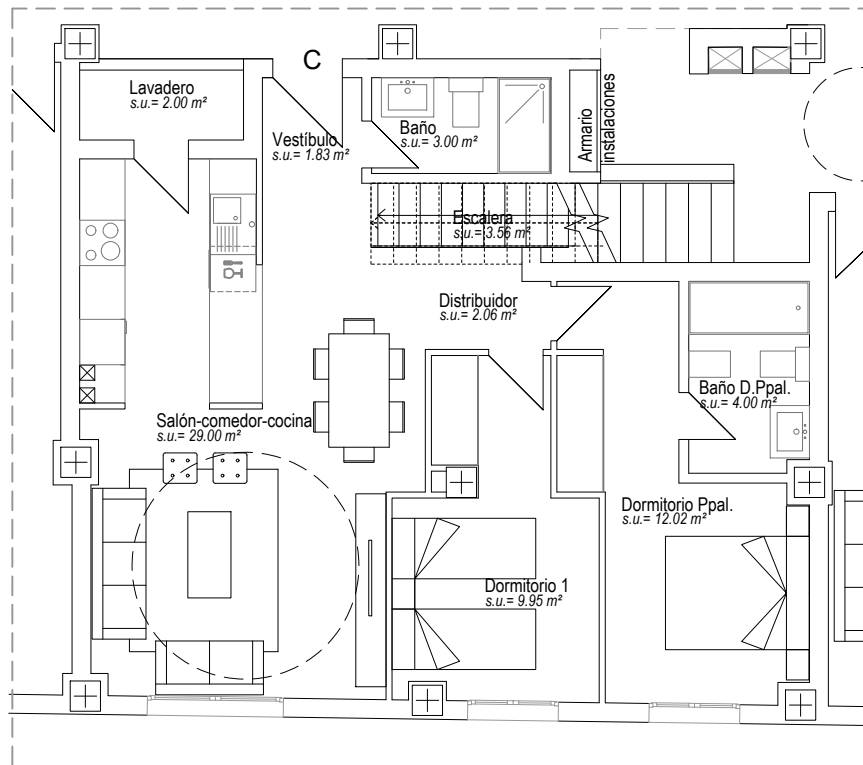 C
Lavadero
s.u.= 2.00 m²
Vestíbulo
s.u.= 1.83 m²
Baño
s.u.= 3.00 m²
Armario
instalaciones
Escalera
s.u.= 3.56 m²
Distribuidor
s.u.= 2.06 m²
Baño D.Ppal.
s.u.= 4.00 m²
Salón-comedor-cocina
s.u.= 29.00 m²
Dormitorio Ppal.
s.u.= 12.02 m²
Dormitorio 1
s.u.= 9.95 m²